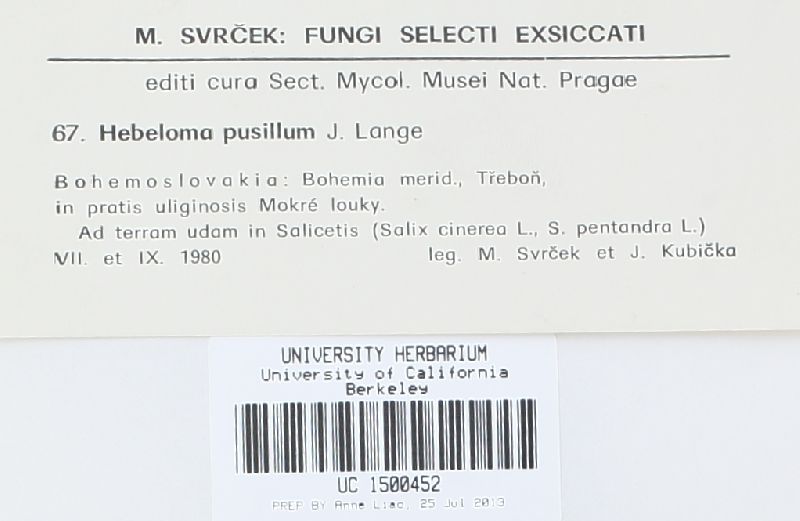 M. SVRČEK: FUNGI SELECTI EXSICCATI
editi cura Sect. Mycol. Musei Nat. Pragae
67. Hebeloma pusillum J. Lange
Bohemoslovakia: Bohemia merid., Třeboň,
in pratis uliginosis Mokré louky.
Ad terram udam in Salicetis (Salix cinerea L., S. pentandra L.)
VII. et IX. 1980 leg. M. Svrček et J. Kubička
UNIVERSITY HERBARIUM
University of California
Berkeley
UC 1500452
PREP BY Anne Liao, 25 Jul 2013